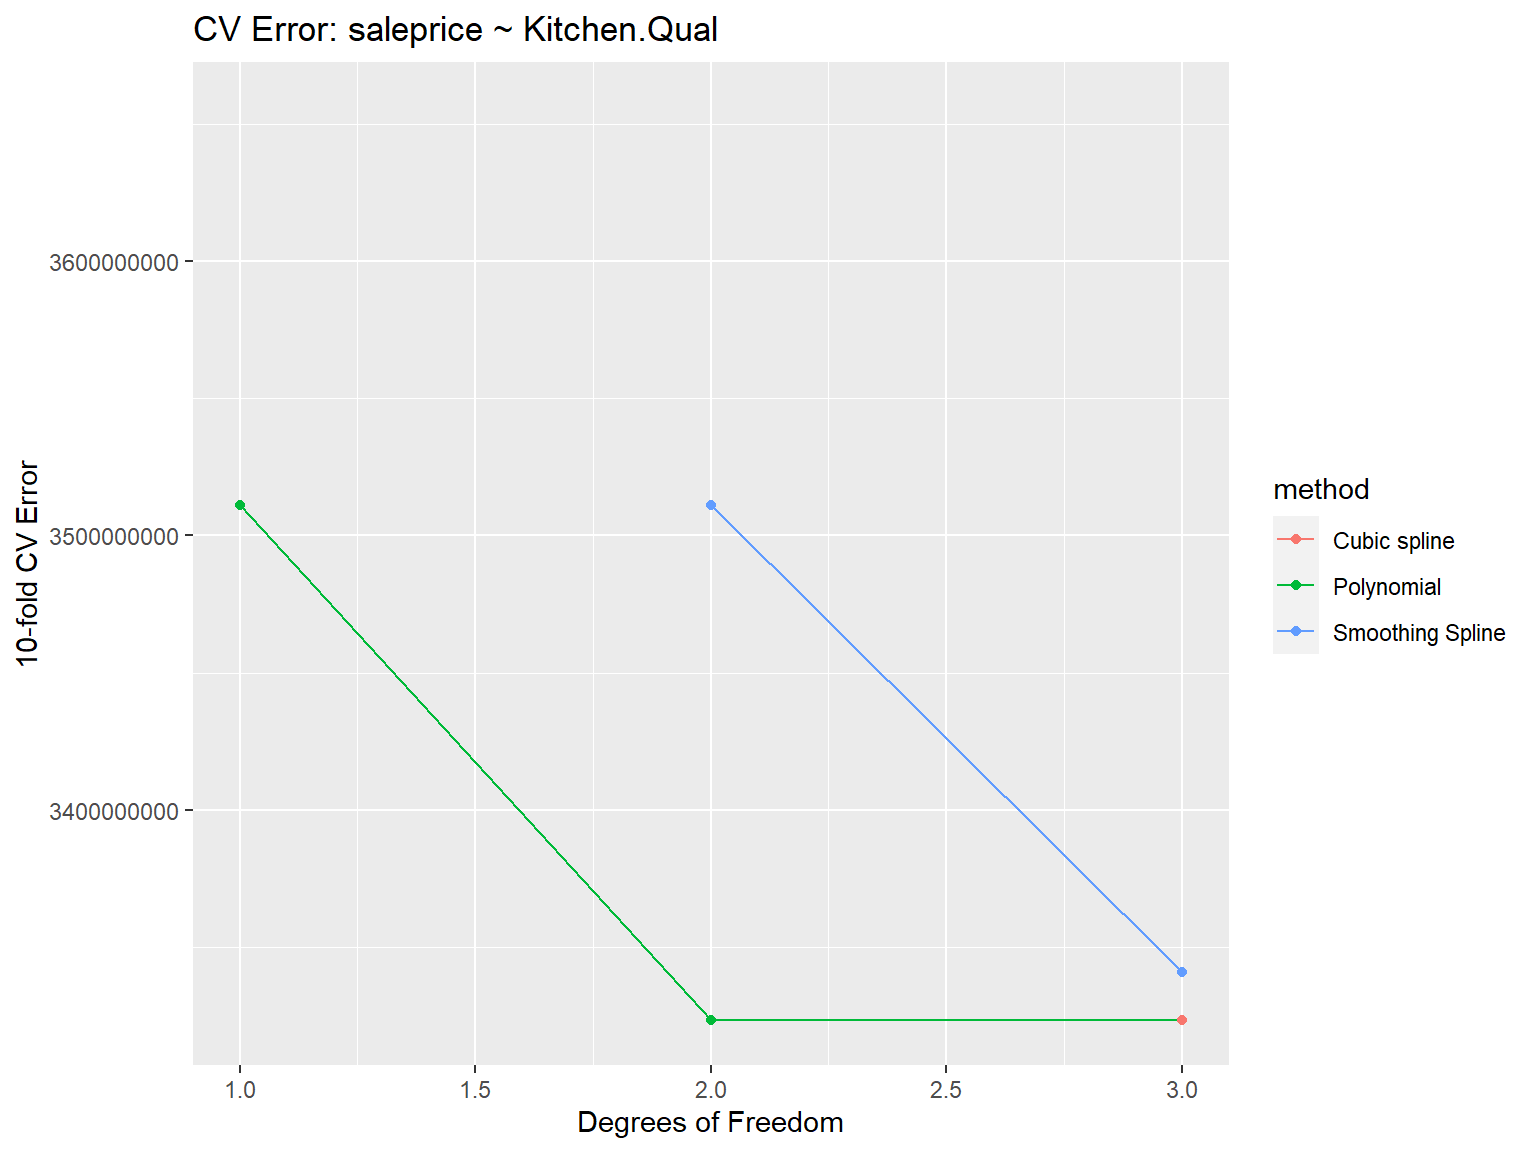 CV Error: saleprice ~ Kitchen.Qual
3600000000
3500000000
3400000000
10-fold CV Error
1.0 1.5 2.0 2.5 3.0
Degrees of Freedom
method
Cubic spline
Polynomial
Smoothing Spline